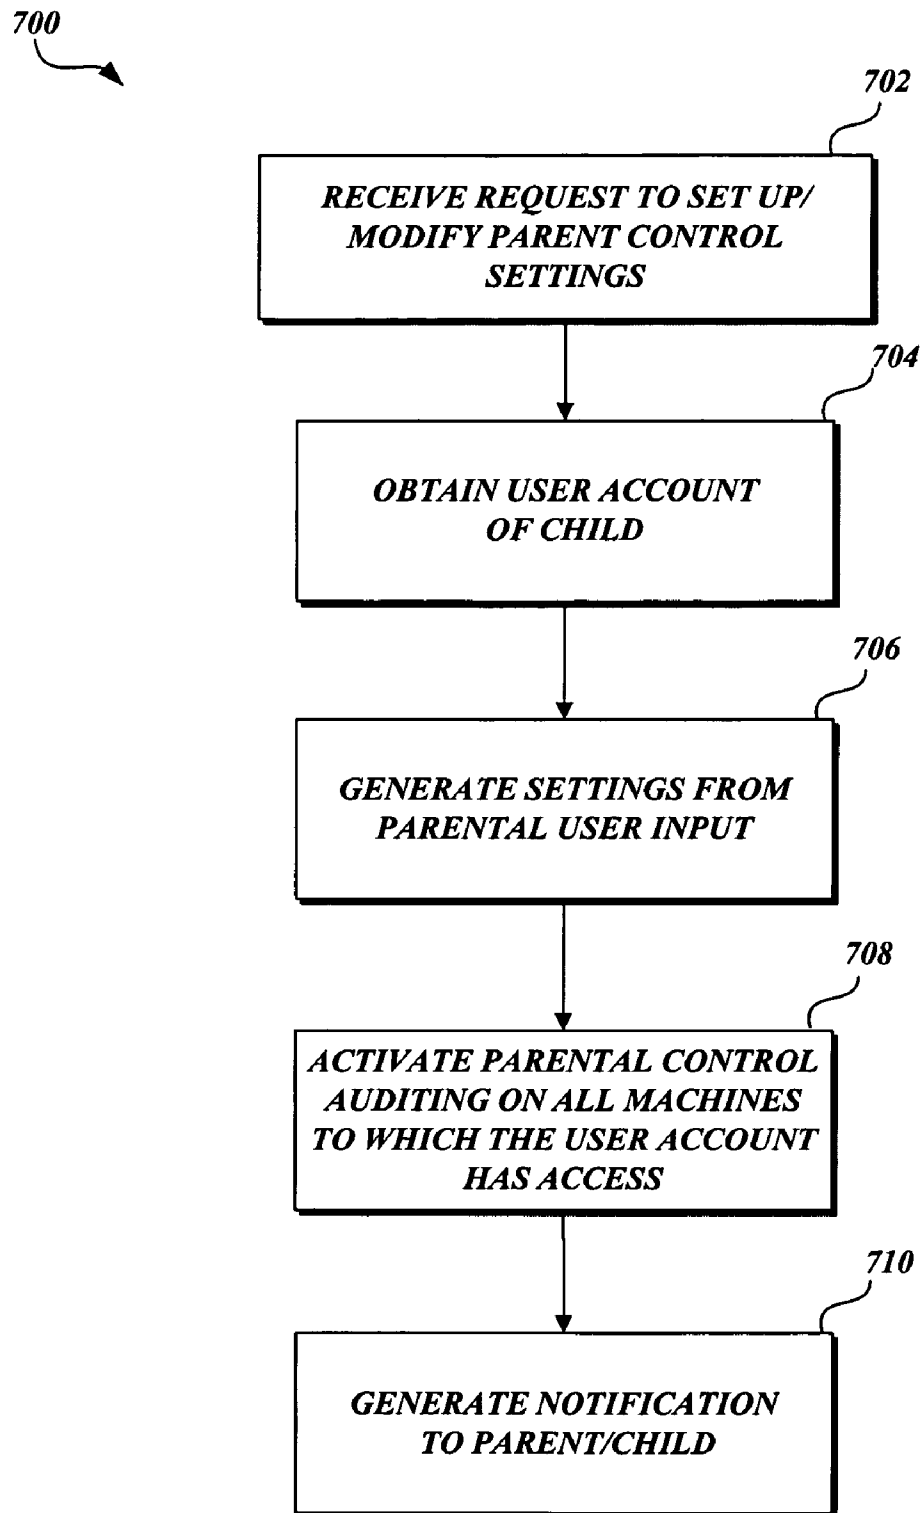 700
702
RECEIVE REQUEST TO SET UP/
MODIFY PARENT CONTROL
SETTINGS
704
OBTAIN USER ACCOUNT
OF CHILD
706
GENERATE SETTINGS FROM
PARENTAL USER INPUT
708
ACTIVATE PARENTAL CONTROL
AUDITING ON ALL MACHINES
TO WHICH THE USER ACCOUNT
HAS ACCESS
710
GENERATE NOTIFICATION
TO PARENT/CHILD